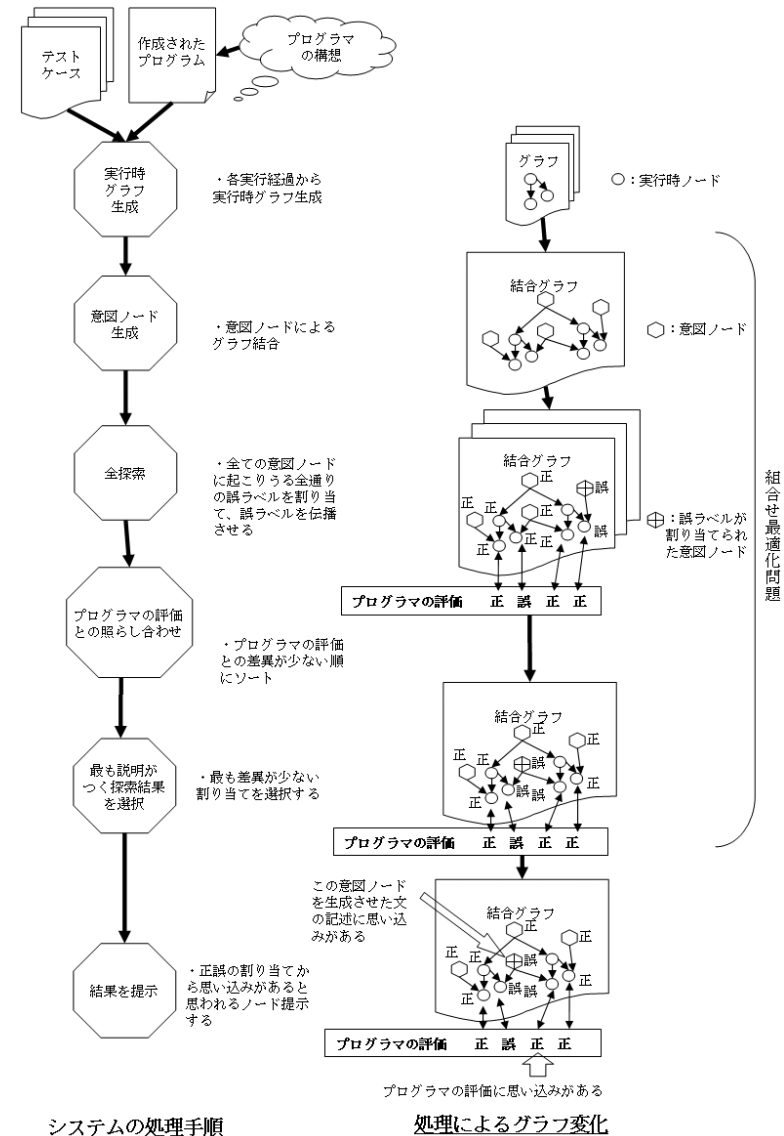 テスト
ケース
作成された
プログラム
プログラマ
の構想
実行時
グラフ
生成
・各実行経過から
実行時グラフ生成
意図ノード
生成
・意図ノードによる
グラフ結合
全探索
・全ての意図ノード
に起こりうる全通り
の誤ラベルを割り当
て、誤ラベルを伝播
させる
プログラマの評価
との照らし合わせ
・プログラマの評価
との差異が少ない順
にソート
最も説明が
つく探索結果
を選択
・最も差異が少ない
割り当てを選択する
結果を提示
・正誤の割り当てか
ら思い込みがあると
思われるノード提示
する
システムの処理手順
グラフ
○：実行時ノード
結合グラフ
：意図ノード
結合グラフ
正
誤
正
正
正
正
誤
正
正
正
正
：誤ラベルが
割り当てられ
た意図ノード
プログラマの評価 正 誤 正 正
結合グラフ
正
正
正
正
誤
正
誤
誤
正
プログラマの評価 正 誤 正 正
この意図ノード
を生成させた文
の記述に思い込
みがある
結合グラフ
正
正
正
正
誤
正
誤
誤
正
プログラマの評価 正 誤 正 正
プログラマの評価に思い込みがある
処理によるグラフ変化
組合せ最適化問題